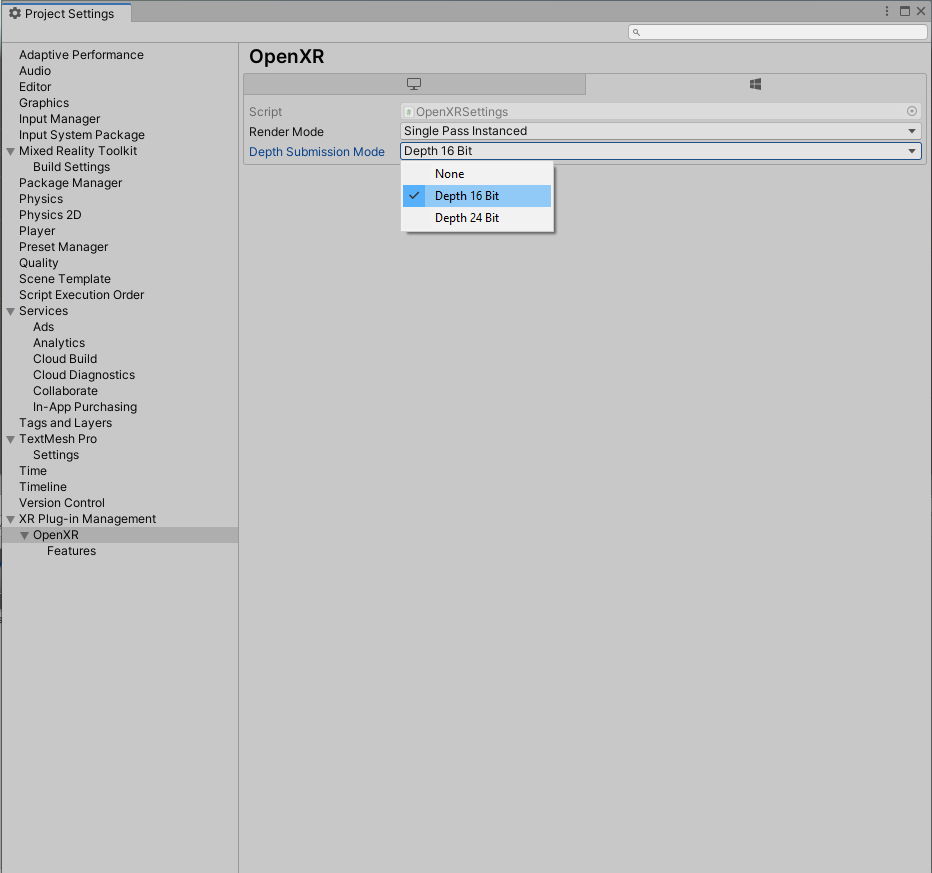 Project Settings
Adaptive Performance
Audio
Editor
Graphics
Input Manager
Input System Package
Mixed Reality Toolkit
Build Settings
Package Manager
Physics
Physics 2D
Player
Preset Manager
Quality
Scene Template
Script Execution Order
Services
Ads
Analytics
Cloud Build
Cloud Diagnostics
Collaborate
In-App Purchasing
Tags and Layers
TextMesh Pro
Settings
Time
Timeline
Version Control
XR Plug-in Management
OpenXR
Features
OpenXR
Script OpenXRSettings
Render Mode Single Pass Instanced
Depth Submission Mode Depth 16 Bit
None
Depth 16 Bit
Depth 24 Bit